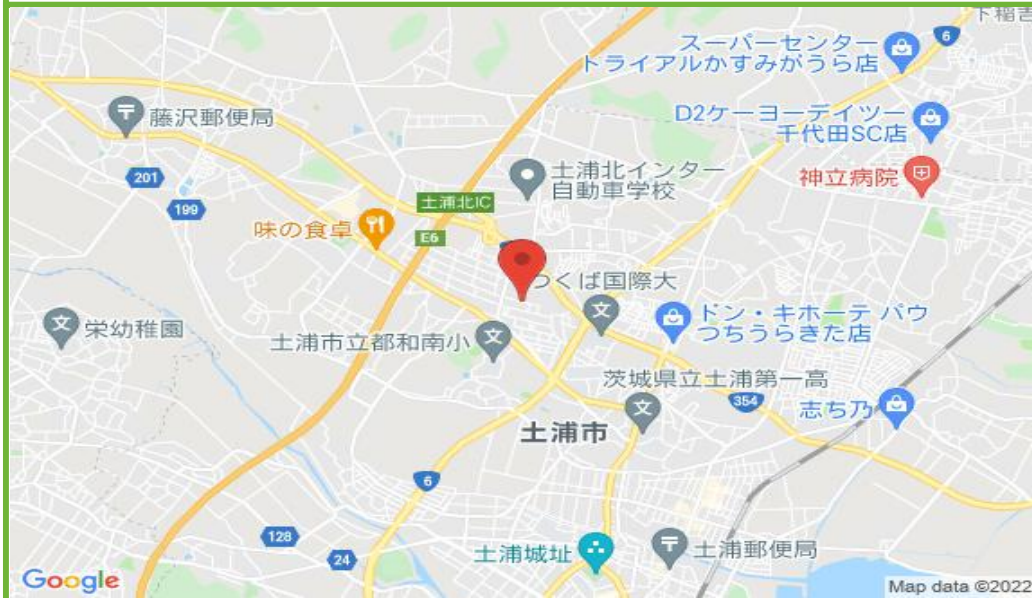 下稲吉
6
スーパーセンター
トライアルかすみがうら店
D2ケーヨーデイツー
千代田SC店
藤沢郵便局
土浦北インター
自動車学校
神立病院
201
199
土浦北IC
味の食卓
E6
つくば国際大
栄幼稚園
土浦市立都和南小
ドン・キホーテ パウ
つちうらきた店
茨城県立土浦第一高
354
志ち乃
土浦市
6
128
24
土浦城址
土浦郵便局
Google
Map data ©2022